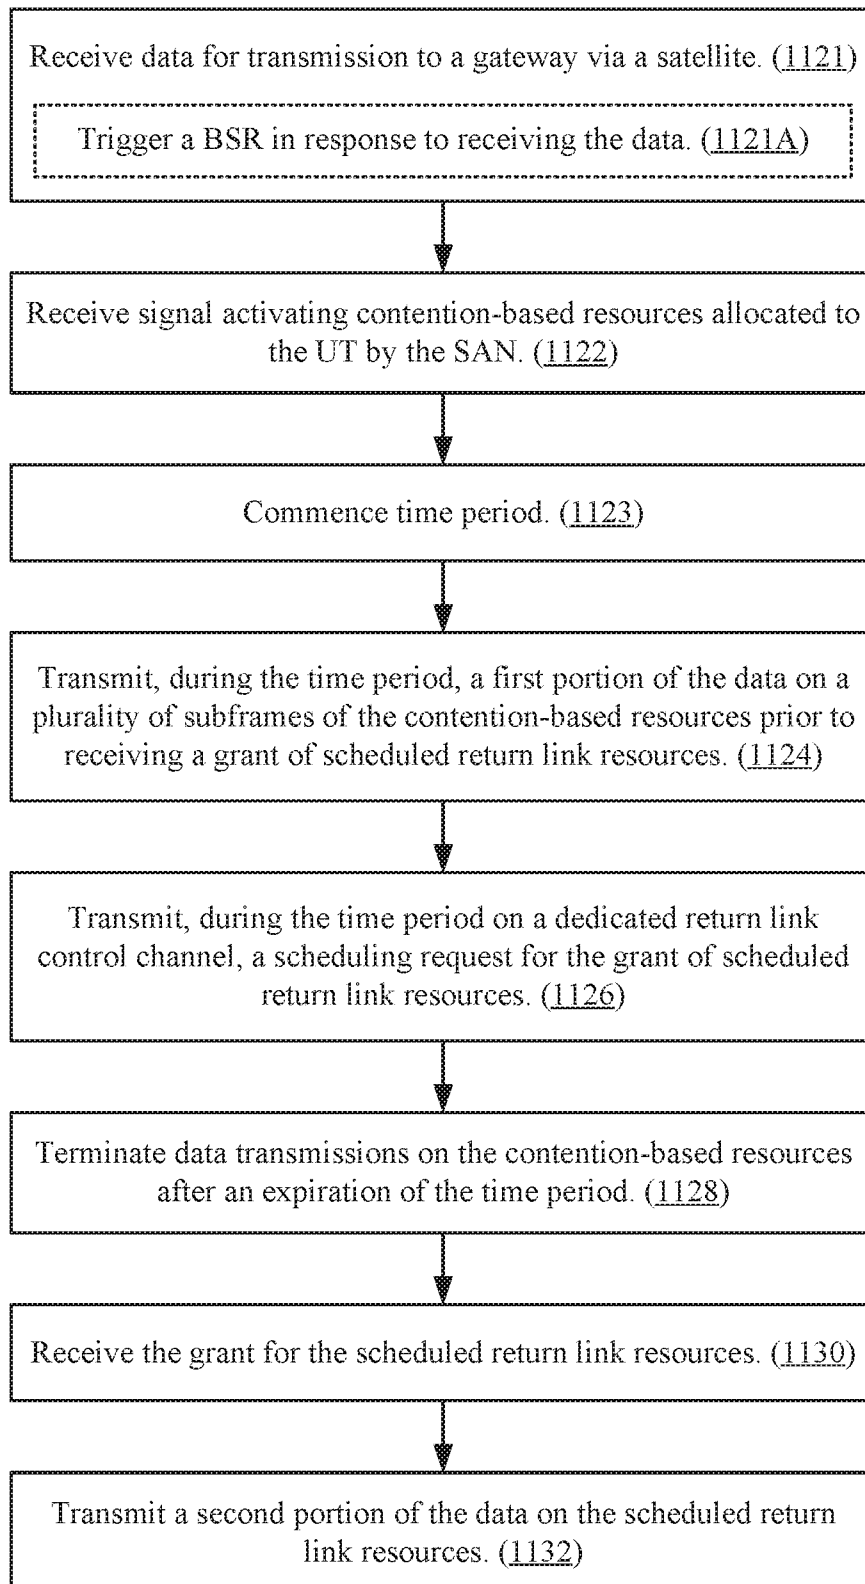 Receive data for transmission to a gateway via a satellite. (1121)
Trigger a BSR in response to receiving the data. (1121A)
Receive signal activating contention-based resources allocated to
the UT by the SAN. (1122)
Commence time period. (1123)
Transmit, during the time period, a first portion of the data on a
plurality of subframes of the contention-based resources prior to
receiving a grant of scheduled return link resources. (1124)
Transmit, during the time period on a dedicated return link
control channel, a scheduling request for the grant of scheduled
return link resources. (1126)
Terminate data transmissions on the contention-based resources
after an expiration of the time period. (1128)
Receive the grant for the scheduled return link resources. (1130)
Transmit a second portion of the data on the scheduled return
link resources. (1132)